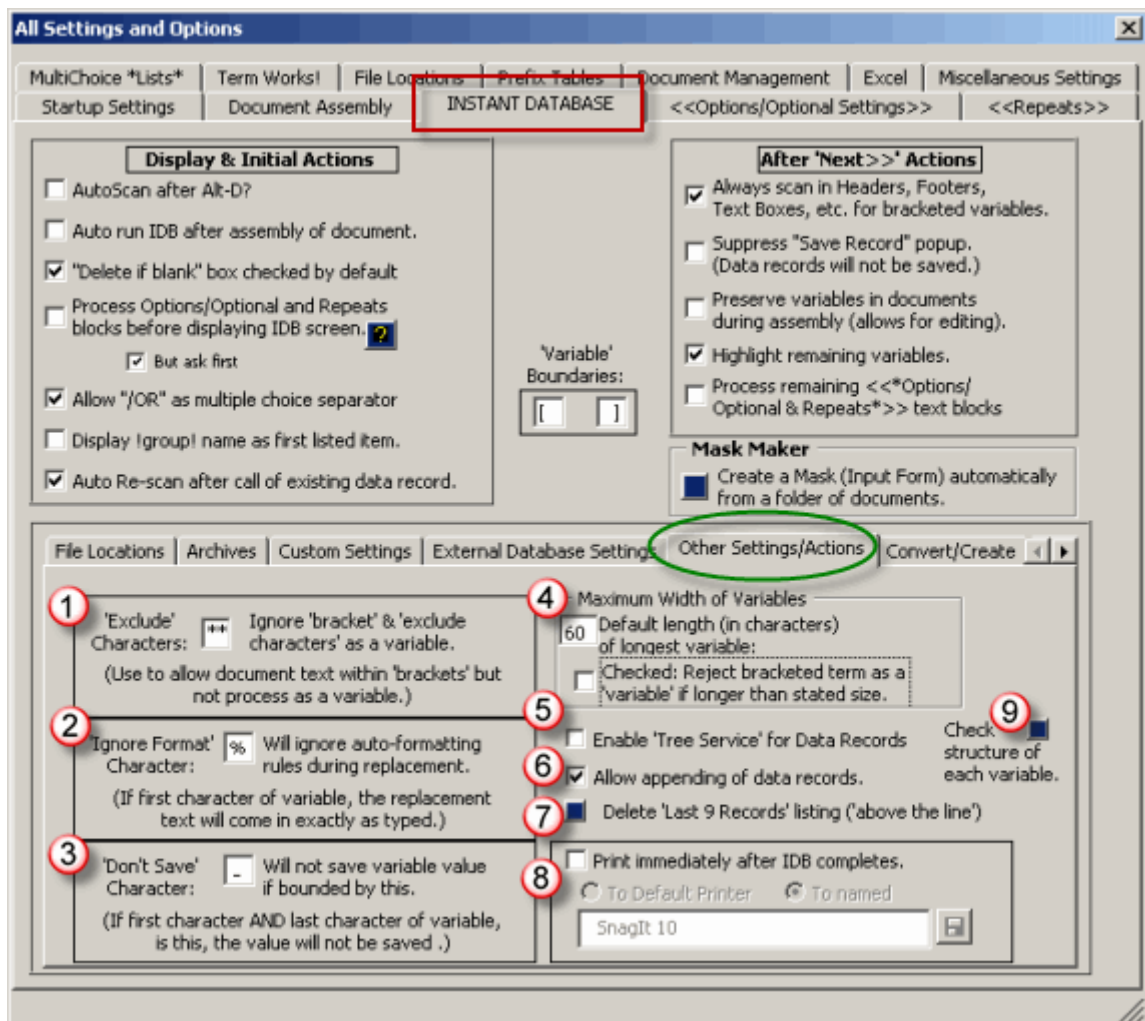 All Settings and Options
MultiChoice *Lists*
Term Works!
File Locations
Prefix Tables
Document Management
Excel
Miscellaneous Settings
Startup Settings
Document Assembly
INSTANT DATABASE
<<Options/Optional Settings>>
<<Repeats>>
Display & Initial Actions
AutoScan after Alt-D?
Auto run IDB after assembly of document.
"Delete if blank" box checked by default
Process Options/Optional and Repeats
blocks before displaying IDB screen.
?
But ask first
Allow "/OR" as multiple choice separator
Display !group! name as first listed item.
Auto Re-scan after call of existing data record.
'Variable'
Boundaries:
[ ]
After 'Next>>' Actions
Always scan in Headers, Footers,
Text Boxes, etc. for bracketed variables.
Suppress "Save Record" popup.
(Data records will not be saved.)
Preserve variables in documents
during assembly (allows for editing).
Highlight remaining variables.
Process remaining <<*Options/
Optional & Repeats*>> text blocks
Mask Maker
Create a Mask (Input Form) automatically
from a folder of documents.
File Locations
Archives
Custom Settings
External Database Settings
Other Settings/Actions
Convert/Create
1
'Exclude'
Characters:
**
Ignore 'bracket' & 'exclude
characters' as a variable.
(Use to allow document text within 'brackets' but
not process as a variable.)
2
'Ignore Format'
Character:
%
Will ignore auto-formatting
rules during replacement.
(If first character of variable, the replacement
text will come in exactly as typed.)
3
'Don't Save'
Character:
_
Will not save variable value
if bounded by this.
(If first character AND last character of variable,
is this, the value will not be saved .)
4
Maximum Width of Variables
60
Default length (in characters)
of longest variable:
Checked: Reject bracketed term as a
'variable' if longer than stated size.
5
Enable 'Tree Service' for Data Records
6
Allow appending of data records.
7
Delete 'Last 9 Records' listing ('above the line')
8
Print immediately after IDB completes.
To Default Printer
To named
SnagIt 10
9
Check
structure of
each variable.